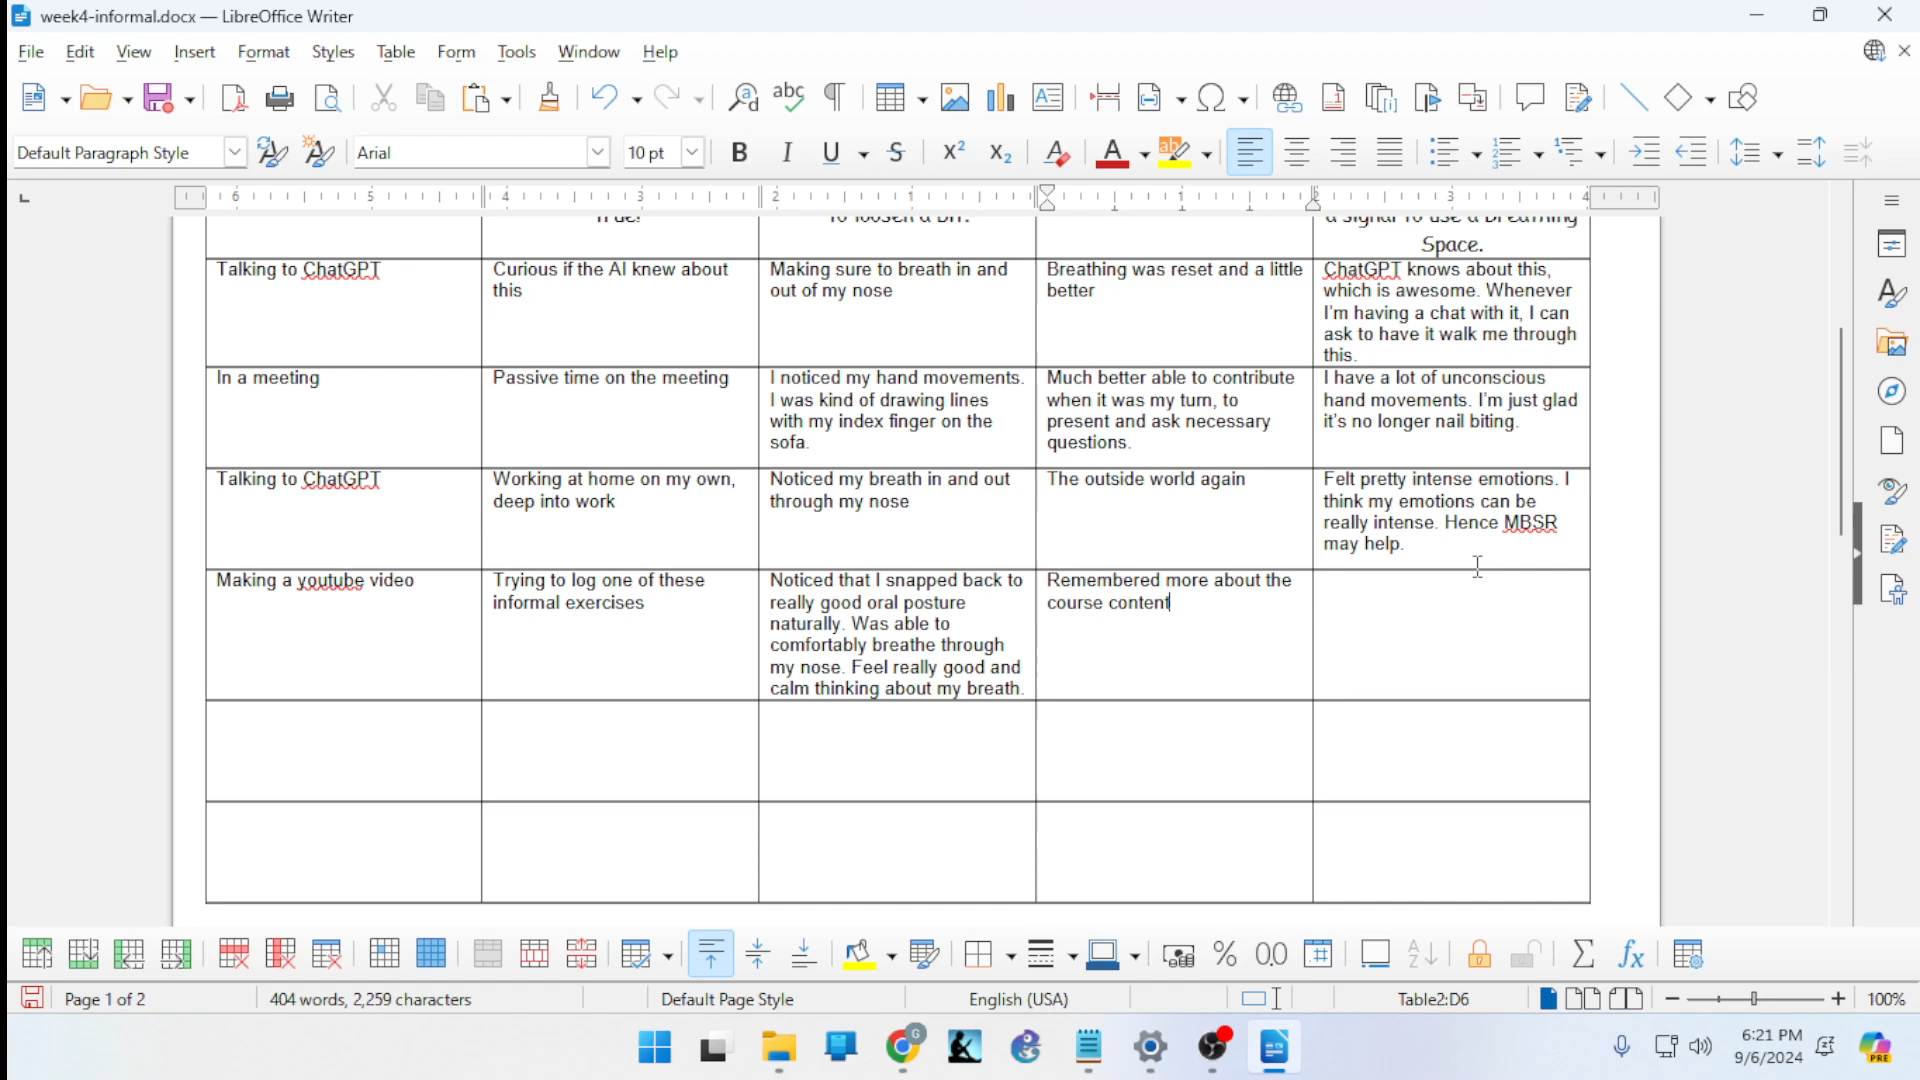 week4-informal.docx — LibreOffice Writer
File Edit View Insert Format Styles Table Form Tools Window Help
Default Paragraph Style
Arial
10 pt
6 5 4 3 2 1 1 2 3 4
Space.
Talking to ChatGPT
Curious if the AI knew about
this
Making sure to breath in and
out of my nose
Breathing was reset and a little
better
ChatGPT knows about this,
which is awesome. Whenever
I'm having a chat with it, I can
ask to have it walk me through
this.
In a meeting
Passive time on the meeting
I noticed my hand movements.
I was kind of drawing lines
with my index finger on the
sofa.
Much better able to contribute
when it was my turn, to
present and ask necessary
questions.
I have a lot of unconscious
hand movements. I'm just glad
it's no longer nail biting.
Talking to ChatGPT
Working at home on my own,
deep into work
Noticed my breath in and out
through my nose
The outside world again
Felt pretty intense emotions. I
think my emotions can be
really intense. Hence MBSR
may help.
Making a youtube video
Trying to log one of these
informal exercises
Noticed that I snapped back to
really good oral posture
naturally. Was able to
comfortably breathe through
my nose. Feel really good and
calm thinking about my breath.
Remembered more about the
course content
Page 1 of 2
404 words, 2,259 characters
Default Page Style
English (USA)
Table2:D6
100%
6:21 PM
9/6/2024